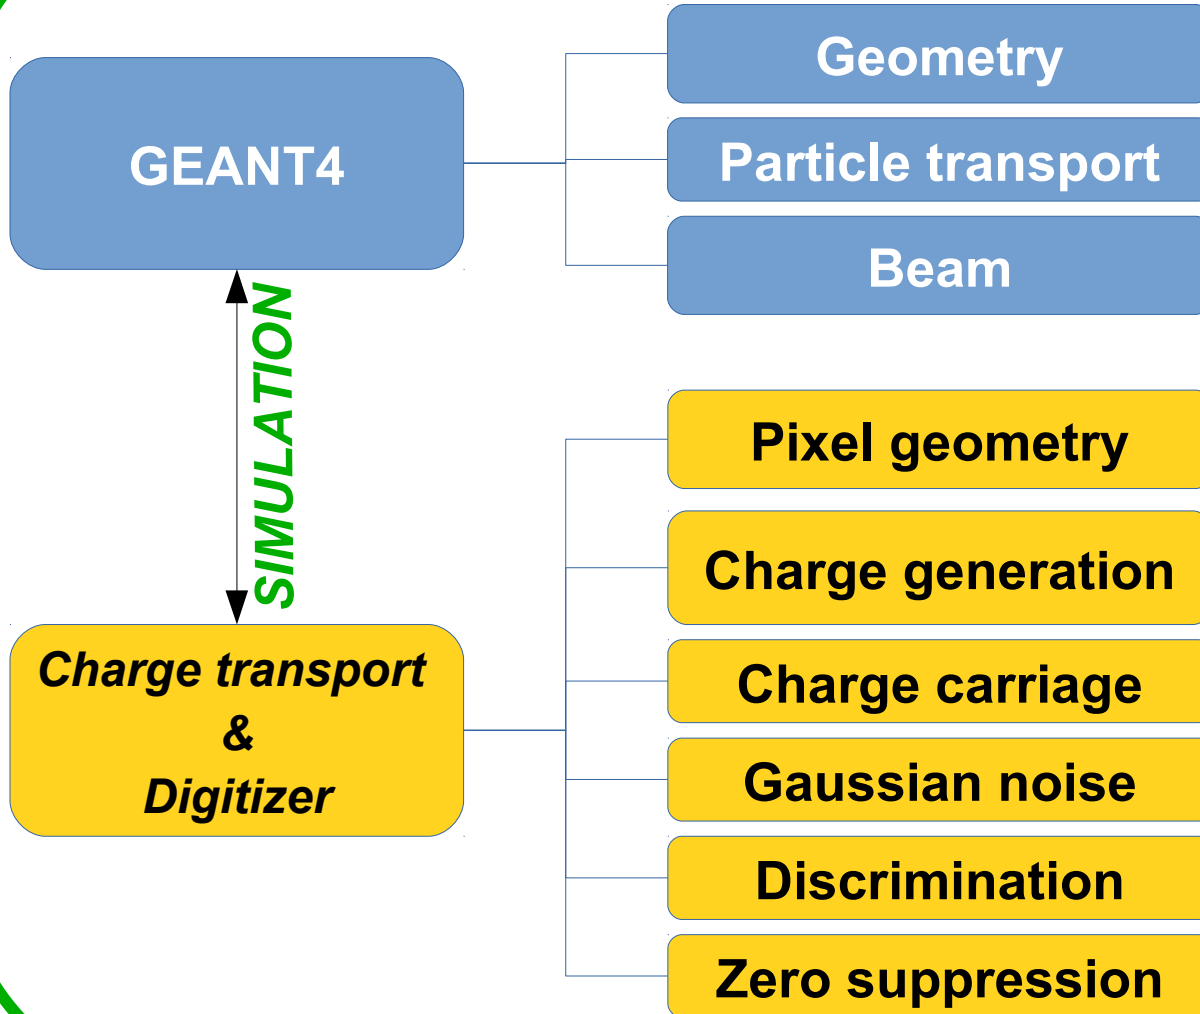 GEANT4
Geometry
Particle transport
Beam
SIMULATION
Charge transport
&
Digitizer
Pixel geometry
Charge generation
Charge carriage
Gaussian noise
Discrimination
Zero suppression